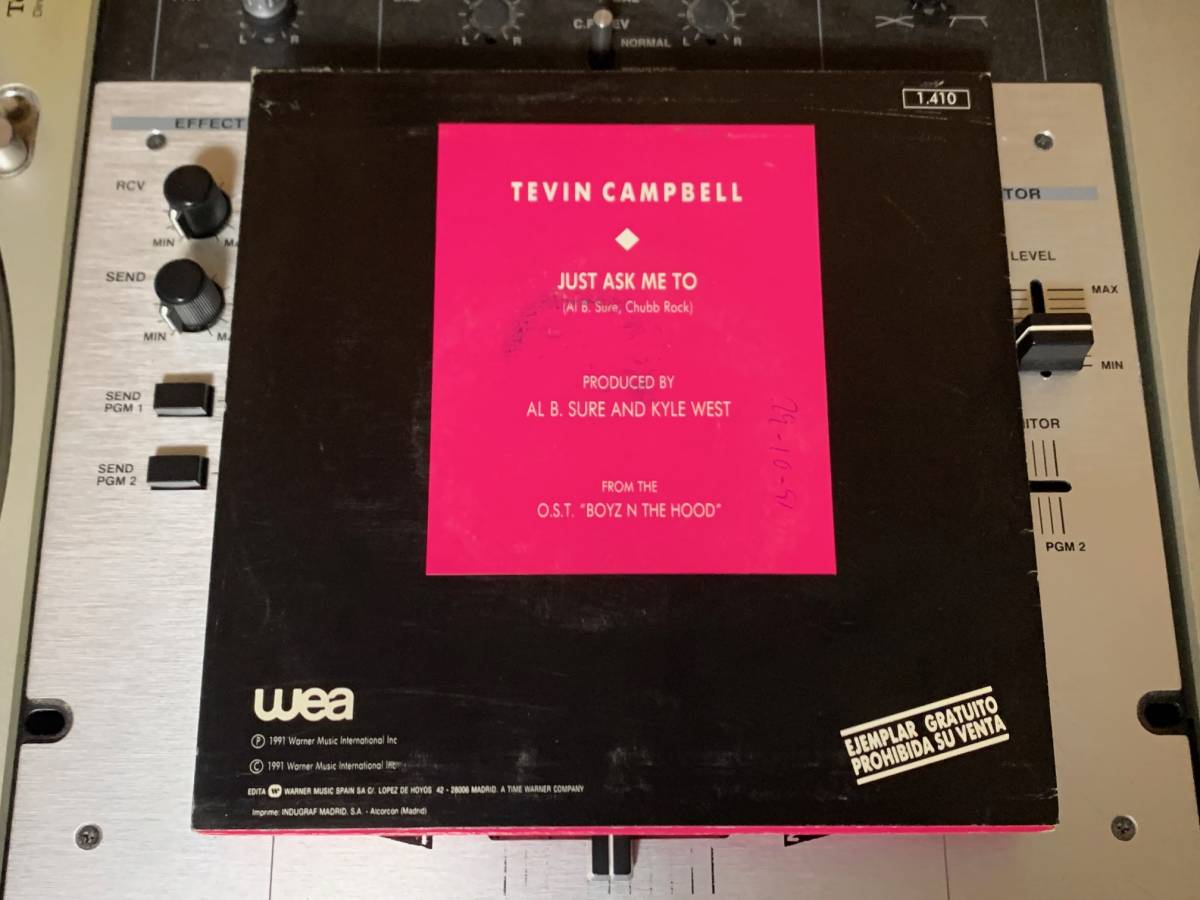 L R
L R
C.F. REV
NORMAL
L R
EFFECT
RCV
MIN
SEND
MIN
SEND
PGM 1
SEND
PGM 2
1.410
TEVIN CAMPBELL
JUST ASK ME TO
(Al B. Sure, Chubb Rock)
PRODUCED BY
AL B. SURE AND KYLE WEST
FROM THE
O.S.T. "BOYZ N THE HOOD"
wea
Ⓟ 1991 Warner Music International Inc
© 1991 Warner Music International Inc
EDITA W WARNER MUSIC SPAIN SA C/. LOPEZ DE HOYOS 42 - 28006 MADRID. A TIME WARNER COMPANY
Imprime: INDUGRAF MADRID, S.A. - Alcorcon (Madrid)
EJEMPLAR GRATUITO
PROHIBIDA SU VENTA
TOR
LEVEL
MAX
MIN
ITOR
PGM 2